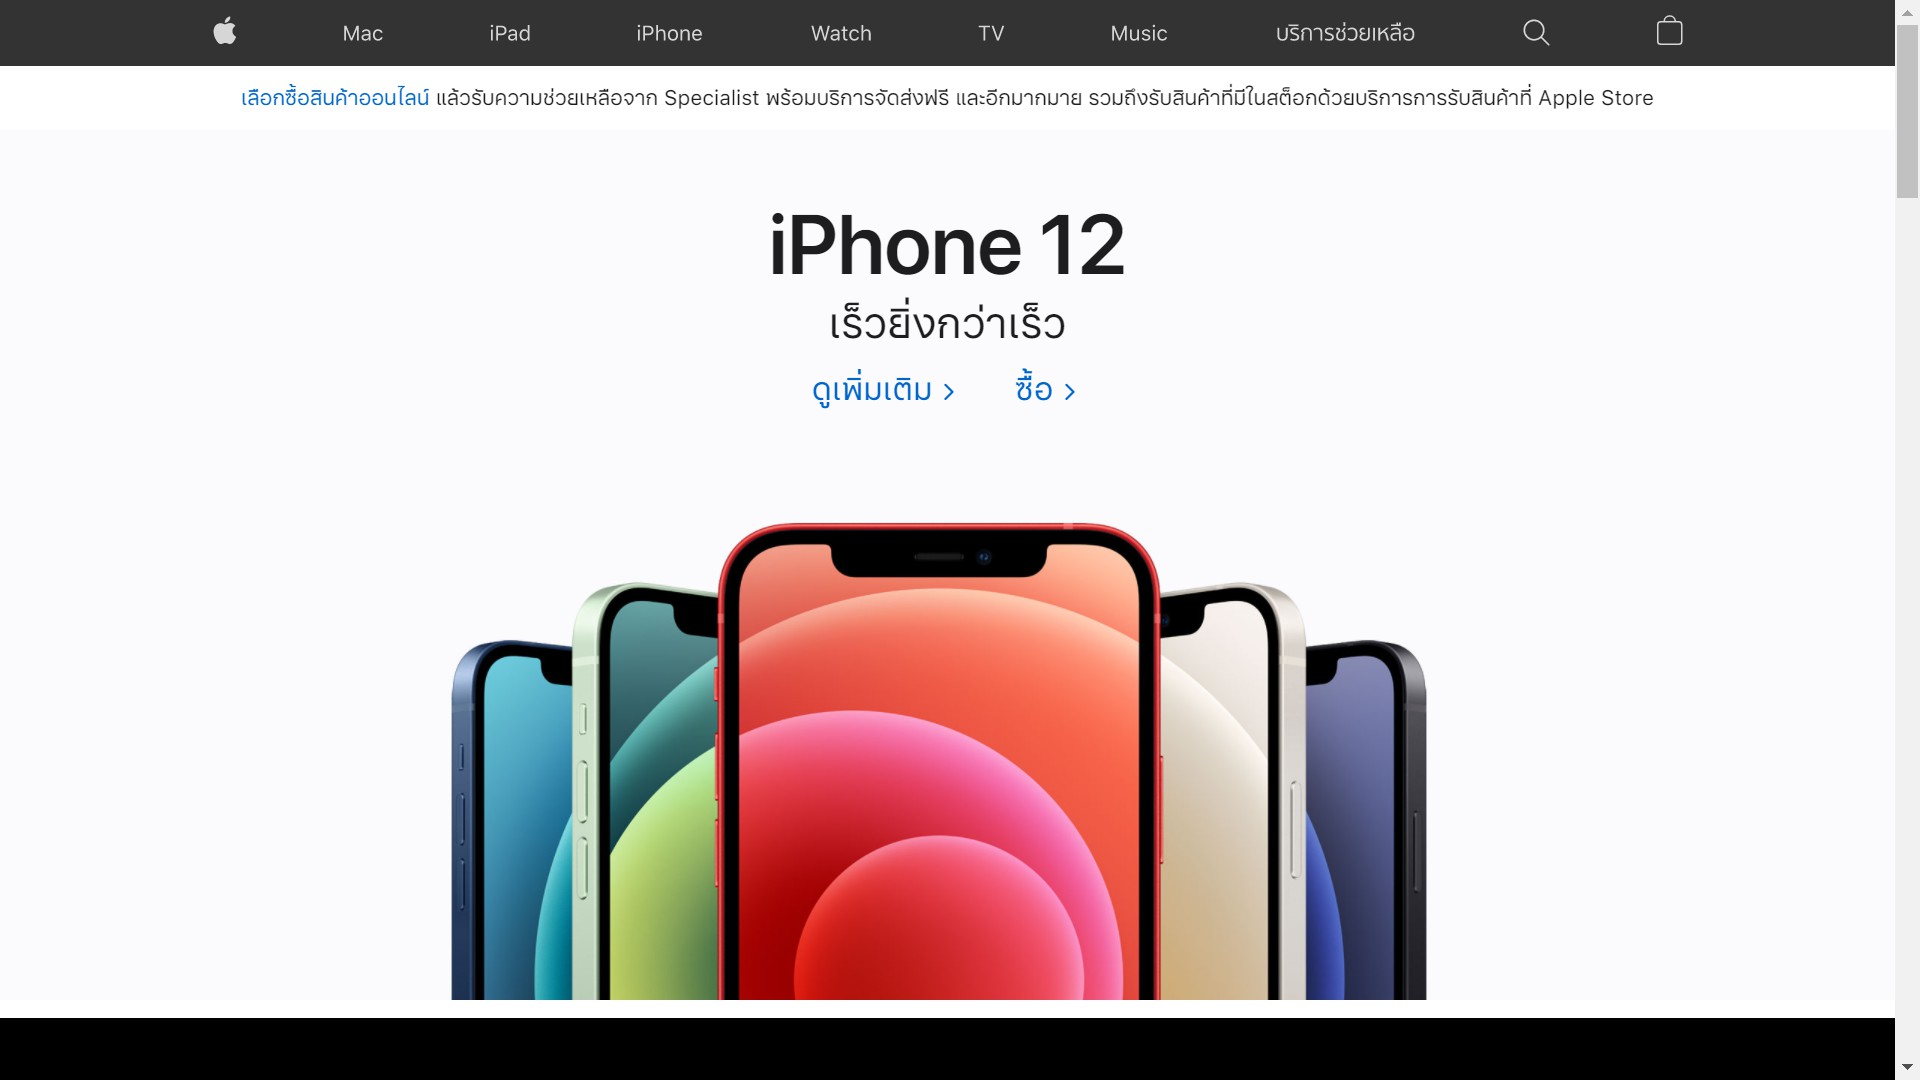 Mac iPad iPhone Watch TV Music บริการช่วยเหลือ
เลือกซื้อสินค้าออนไลน์ แล้วรับความช่วยเหลือจาก Specialist พร้อมบริการจัดส่งฟรี และอีกมากมาย รวมถึงรับสินค้าที่มีในสต็อกด้วยบริการการรับสินค้าที่ Apple Store
iPhone 12
เร็วยิ่งกว่าเร็ว
ดูเพิ่มเติม > ซื้อ >